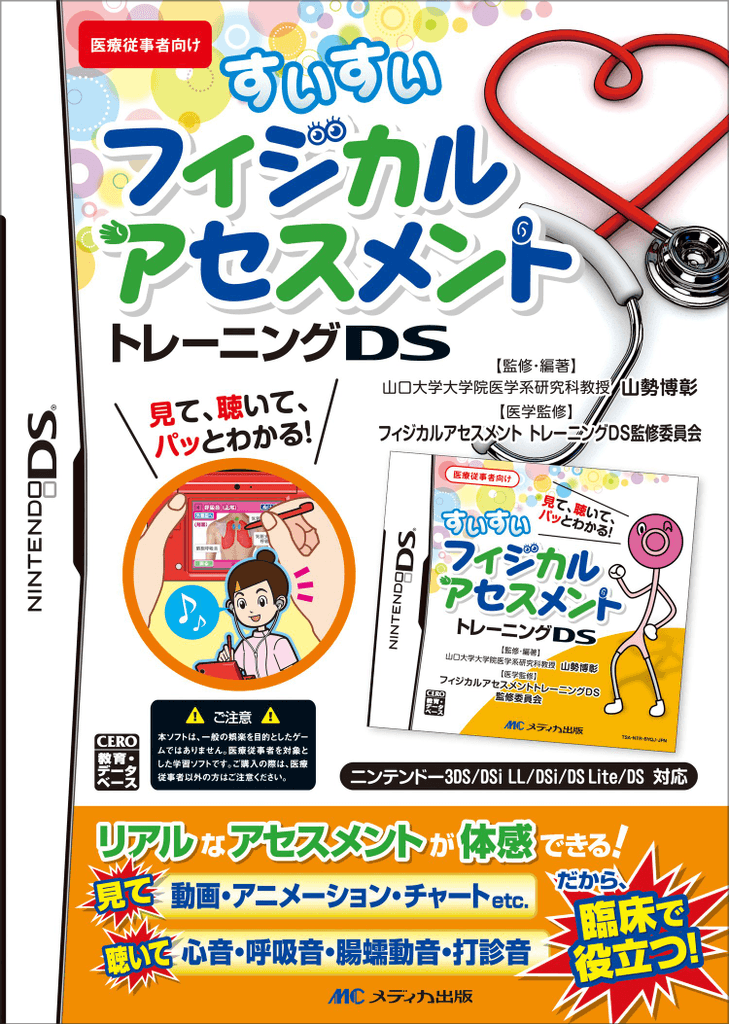 医療従事者向け
すいすい
フィジカル
アセスメント
トレーニングDS
【監修・編著】
山口大学大学院医学系研究科教授 山勢博彰
【医学監修】
フィジカルアセスメント トレーニングDS監修委員会
NINTENDO DS®
見て、聴いて、
パッとわかる!
医療従事者向け
見て、聴いて、
パッとわかる!
すいすい
フィジカル
アセスメント
トレーニングDS
【監修・編著】
山口大学大学院医学系研究科教授 山勢博彰
【医学監修】
フィジカルアセスメントトレーニングDS
監修委員会
NINTENDO DS®
CERO
教育・データ
ベース
MC メディカ出版
CERO
教育・
データ
ベース
ご注意
本ソフトは、一般の娯楽を目的としたゲー
ムではありません。医療従事者を対象と
した学習ソフトです。ご購入の際は、医療
従事者以外の方はご注意ください。
ニンテンドー3DS/DSi LL/DSi/DS Lite/DS 対応
リアルなアセスメントが体感できる!
見て 動画・アニメーション・チャートetc.
聴いて 心音・呼吸音・腸蠕動音・打診音
だから、
臨床で
役立つ!
MC メディカ出版